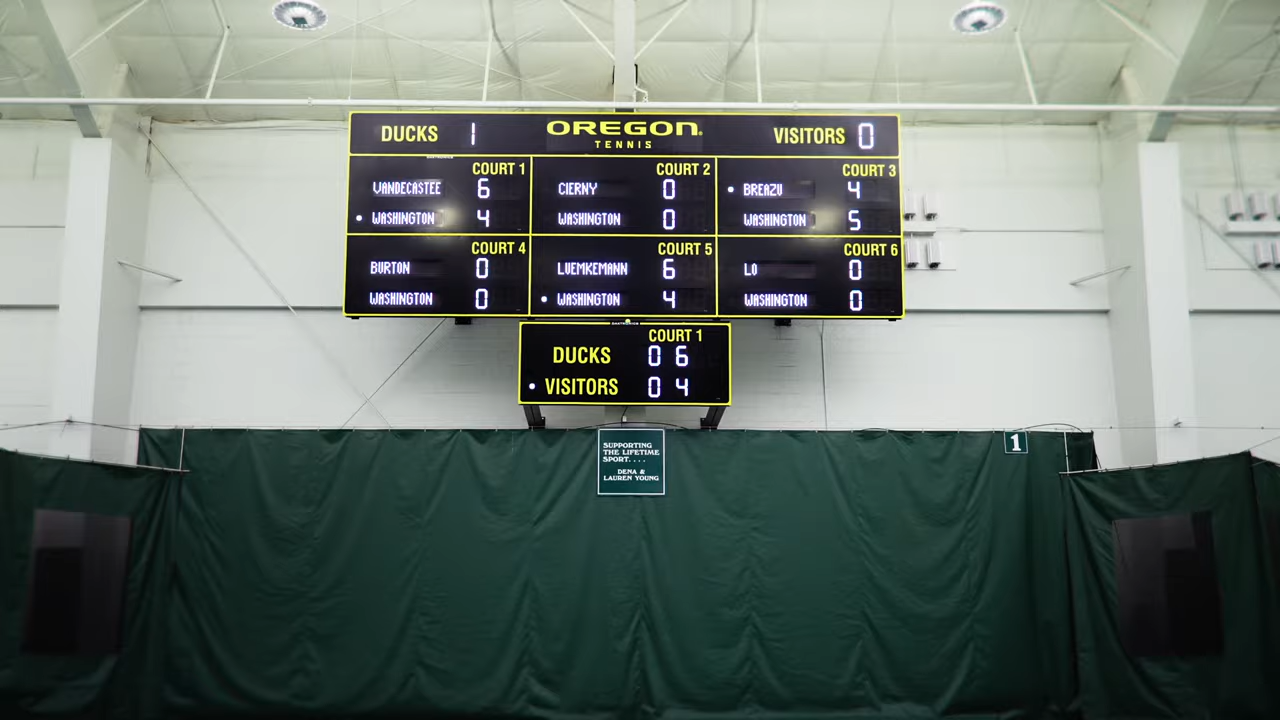 DUCKS 1 OREGON. VISITORS 0
TENNIS
COURT 1
VANDECASTEE 6
WASHINGTON 4
COURT 2
CIERNY 0
WASHINGTON 0
COURT 3
BREAZU 4
WASHINGTON 5
COURT 4
BURTON 0
WASHINGTON 0
COURT 5
LUEMKEMANN 6
WASHINGTON 4
COURT 6
LO 0
WASHINGTON 0
DAKTRONICS
COURT 1
DUCKS 0 6
VISITORS 0 4
SUPPORTING
THE LIFETIME
SPORT....
DENA &
LAUREN YOUNG
1